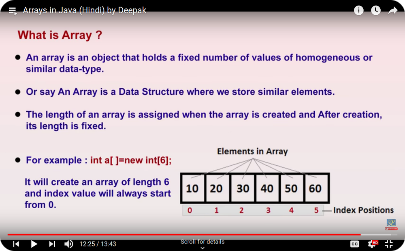 Arrays in Java (Hindi) by Deepak
What is Array ?
An array is an object that holds a fixed number of values of homogeneous or
similar data-type.
Or say An Array is a Data Structure where we store similar elements.
The length of an array is assigned when the array is created and After creation,
its length is fixed.
For example : int a[ ]=new int[6];
It will create an array of length 6
and index value will always start
from 0.
Elements in Array
10 20 30 40 50 60
0 1 2 3 4 5 Index Positions
12:25 / 13:43
Scroll for details